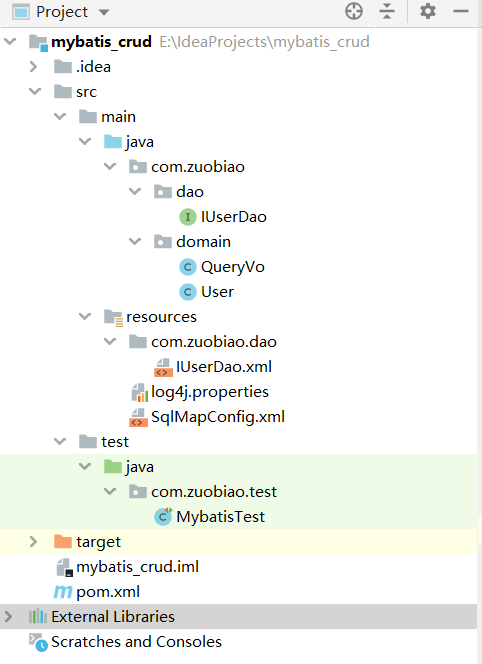 Project
mybatis_crud E:\IdeaProjects\mybatis_crud
.idea
src
main
java
com.zuobiao
dao
I IUserDao
domain
C QueryVo
C User
resources
com.zuobiao.dao
IUserDao.xml
log4j.properties
SqlMapConfig.xml
test
java
com.zuobiao.test
C MybatisTest
target
mybatis_crud.iml
m pom.xml
External Libraries
Scratches and Consoles